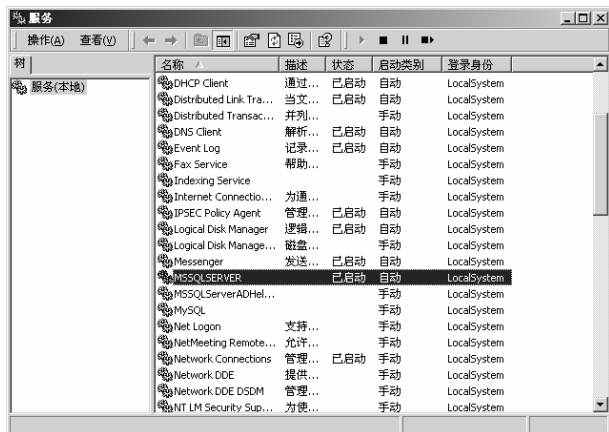 服务
操作(A) 查看(V)
树
服务(本地)
名称 描述 状态 启动类别 登录身份
DHCP Client 通过... 已启动 自动 LocalSystem
Distributed Link Tra... 当文... 已启动 自动 LocalSystem
Distributed Transac... 并列... 手动 LocalSystem
DNS Client 解析... 已启动 自动 LocalSystem
Event Log 记录... 已启动 自动 LocalSystem
Fax Service 帮助... 手动 LocalSystem
Indexing Service 手动 LocalSystem
Internet Connectio... 为通... 手动 LocalSystem
IPSEC Policy Agent 管理... 已启动 自动 LocalSystem
Logical Disk Manager 逻辑... 已启动 自动 LocalSystem
Logical Disk Manage... 磁盘... 手动 LocalSystem
Messenger 发送... 已启动 自动 LocalSystem
MSSQLSERVER 已启动 自动 LocalSystem
MSSQLServerADHel... 手动 LocalSystem
MySQL 手动 LocalSystem
Net Logon 支持... 手动 LocalSystem
NetMeeting Remote... 允许... 手动 LocalSystem
Network Connections 管理... 已启动 手动 LocalSystem
Network DDE 提供... 手动 LocalSystem
Network DDE DSDM 管理... 手动 LocalSystem
NT LM Security Sup... 为使... 手动 LocalSystem